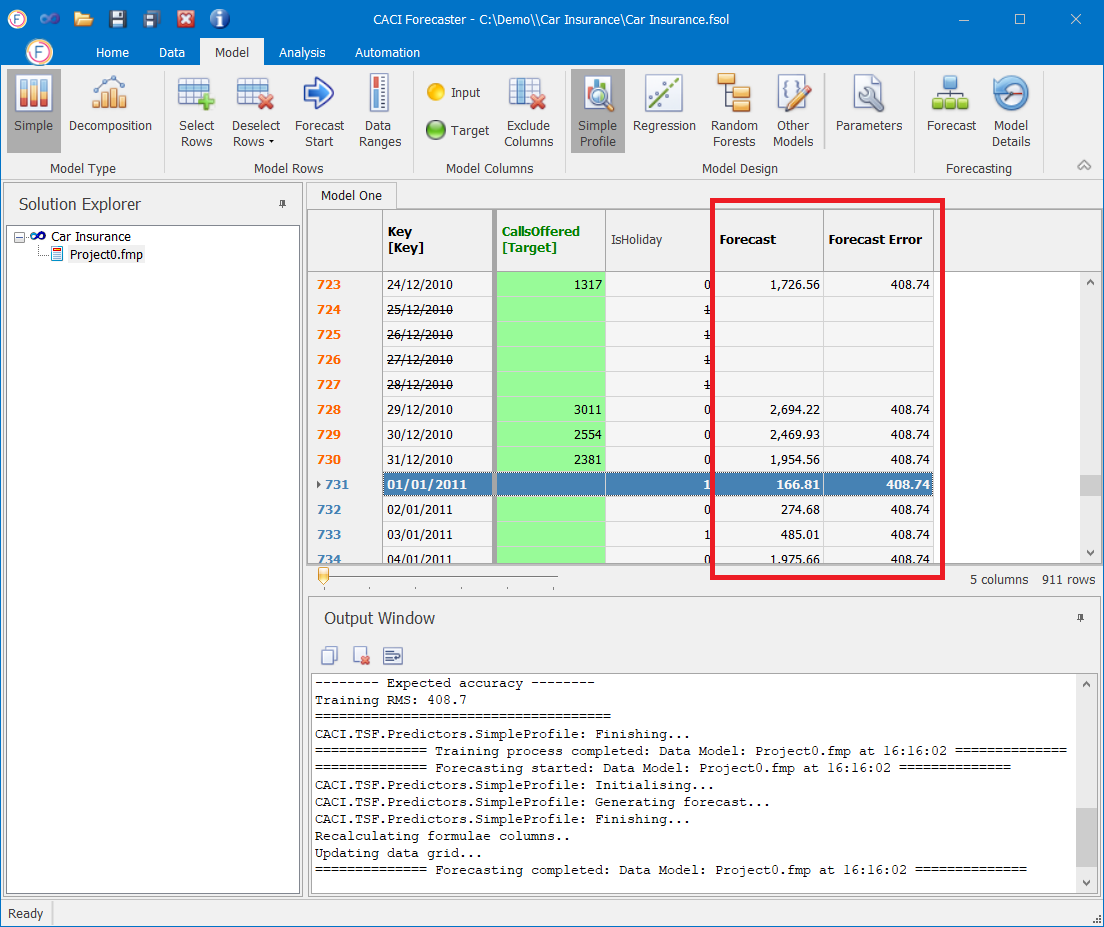 CACI Forecaster - C:\Demo\\Car Insurance\Car Insurance.fsol
F Home Data Model Analysis Automation
Simple Decomposition
Model Type
Select Rows Deselect Rows Forecast Start Data Ranges
Model Rows
Input
Target
Exclude Columns
Model Columns
Simple Profile Regression Random Forests Other Models Parameters
Model Design
Forecast Model Details
Forecasting
Solution Explorer
Car Insurance
Project0.fmp
Model One
Key [Key] CallsOffered [Target] IsHoliday Forecast Forecast Error
723 24/12/2010 1317 0 1,726.56 408.74
724 25/12/2010 1
725 26/12/2010 1
726 27/12/2010 1
727 28/12/2010 1
728 29/12/2010 3011 0 2,694.22 408.74
729 30/12/2010 2554 0 2,469.93 408.74
730 31/12/2010 2381 0 1,954.56 408.74
731 01/01/2011 1 166.81 408.74
732 02/01/2011 0 274.68 408.74
733 03/01/2011 1 485.01 408.74
734 04/01/2011 0 1,975.66 408.74
5 columns 911 rows
Output Window
-------- Expected accuracy --------
Training RMS: 408.7
=====================================
CACI.TSF.Predictors.SimpleProfile: Finishing...
============== Training process completed: Data Model: Project0.fmp at 16:16:02 ==============
============== Forecasting started: Data Model: Project0.fmp at 16:16:02 ==============
CACI.TSF.Predictors.SimpleProfile: Initialising...
CACI.TSF.Predictors.SimpleProfile: Generating forecast...
CACI.TSF.Predictors.SimpleProfile: Finishing...
Recalculating formulae columns..
Updating data grid...
============== Forecasting completed: Data Model: Project0.fmp at 16:16:02 ==============
Ready